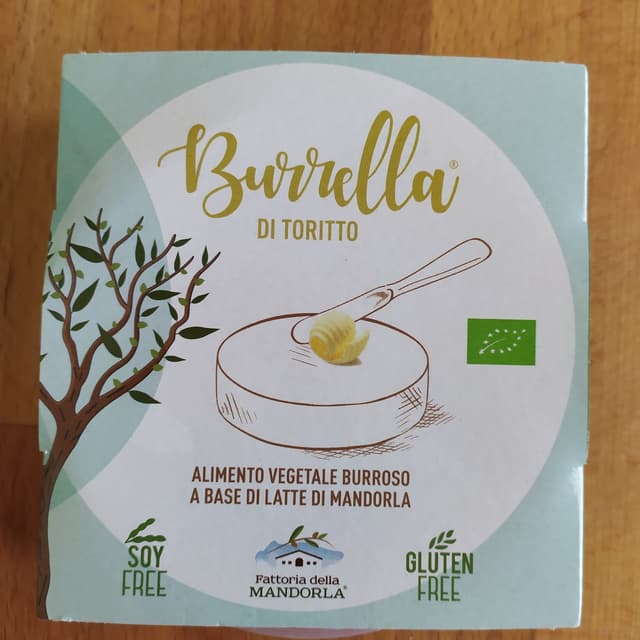 Burrella®
DI TORITTO
ALIMENTO VEGETALE BURROSO
A BASE DI LATTE DI MANDORLA
SOY
FREE
Fattoria della
MANDORLA®
GLUTEN
FREE